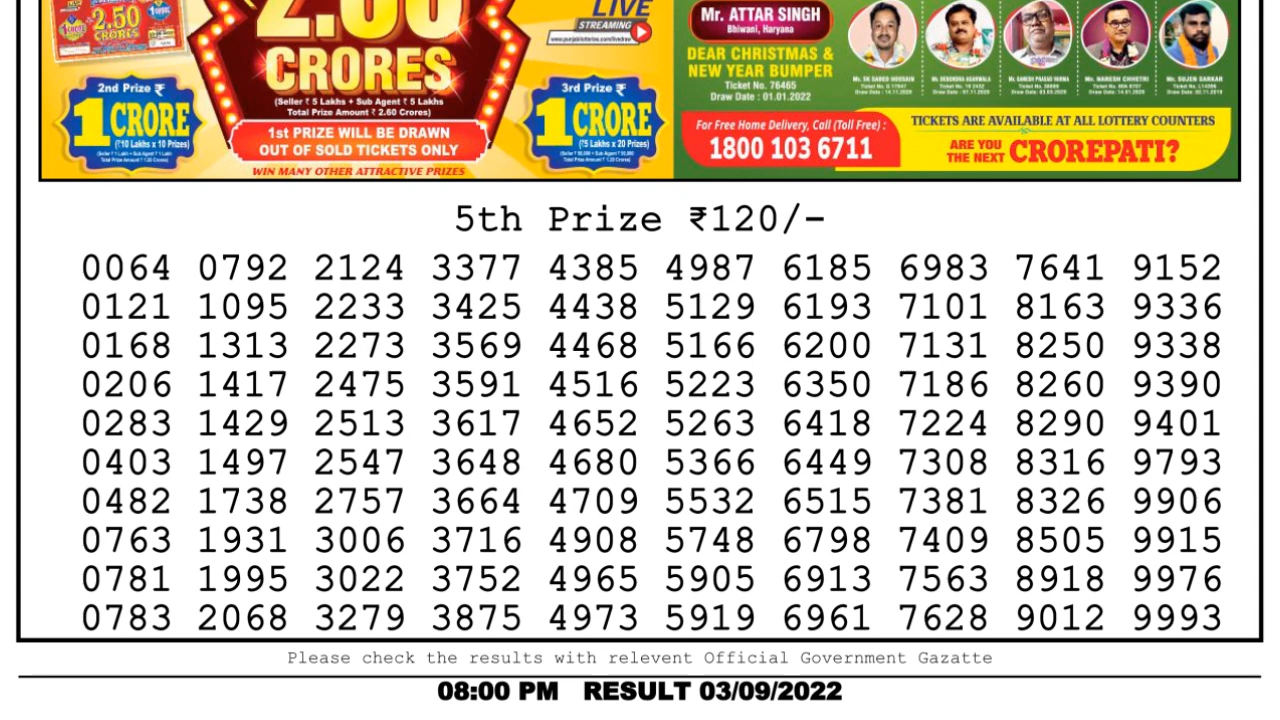 2.50
CRORES
2.60
CRORES
(Seller ₹ 5 Lakhs + Sub Agent ₹ 5 Lakhs
Total Prize Amount ₹ 2.60 Crores)
1st PRIZE WILL BE DRAWN
OUT OF SOLD TICKETS ONLY
WIN MANY OTHER ATTRACTIVE PRIZES
2nd Prize ₹
1 CRORE
(₹10 Lakhs x 10 Prizes)
LIVE
STREAMING
3rd Prize ₹
1 CRORE
(₹5 Lakhs x 20 Prizes)
Mr. ATTAR SINGH
Bhiwani, Haryana
DEAR CHRISTMAS &
NEW YEAR BUMPER
Ticket No. 76465
Draw Date : 01.01.2022
For Free Home Delivery, Call (Toll Free) :
1800 103 6711
TICKETS ARE AVAILABLE AT ALL LOTTERY COUNTERS
ARE YOU
THE NEXT CROREPATI?
5th Prize ₹120/-
0064 0792 2124 3377 4385 4987 6185 6983 7641 9152
0121 1095 2233 3425 4438 5129 6193 7101 8163 9336
0168 1313 2273 3569 4468 5166 6200 7131 8250 9338
0206 1417 2475 3591 4516 5223 6350 7186 8260 9390
0283 1429 2513 3617 4652 5263 6418 7224 8290 9401
0403 1497 2547 3648 4680 5366 6449 7308 8316 9793
0482 1738 2757 3664 4709 5532 6515 7381 8326 9906
0763 1931 3006 3716 4908 5748 6798 7409 8505 9915
0781 1995 3022 3752 4965 5905 6913 7563 8918 9976
0783 2068 3279 3875 4973 5919 6961 7628 9012 9993
Please check the results with relevent Official Government Gazatte
08:00 PM RESULT 03/09/2022